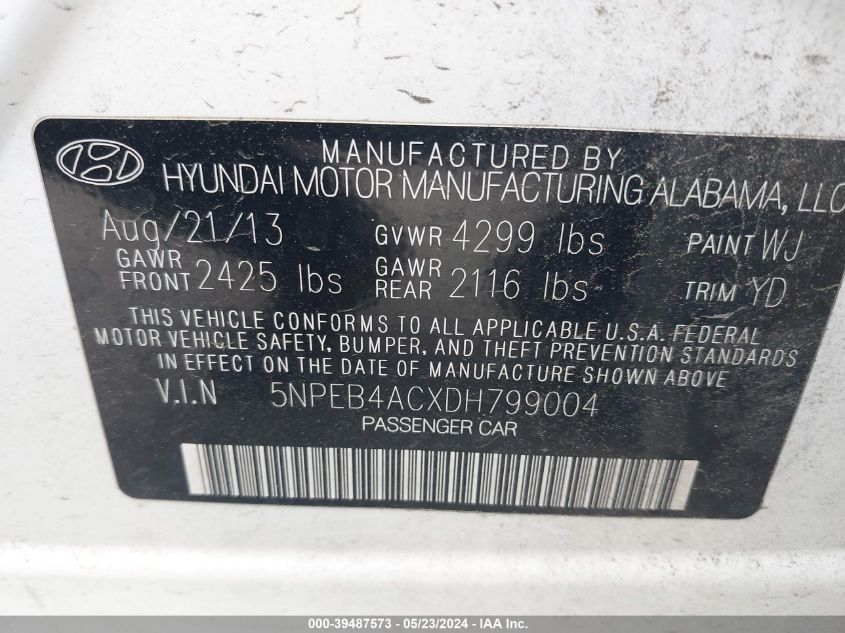 MANUFACTURED BY
HYUNDAI MOTOR MANUFACTURING ALABAMA, LLC
Aug/21/13 GVWR 4299 lbs PAINT WJ
GAWR FRONT 2425 lbs GAWR REAR 2116 lbs TRIM YD
THIS VEHICLE CONFORMS TO ALL APPLICABLE U.S.A. FEDERAL
MOTOR VEHICLE SAFETY, BUMPER, AND THEFT PREVENTION STANDARDS
IN EFFECT ON THE DATE OF MANUFACTURE SHOWN ABOVE.
V.I.N 5NPEB4ACXDH799004
PASSENGER CAR
000-39487573 - 05/23/2024 - IAA Inc.